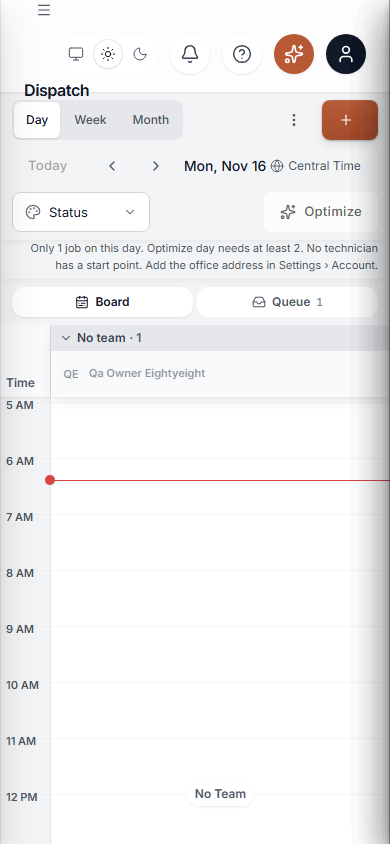 Dispatch
Day Week Month
Today Mon, Nov 16 Central Time
Status Optimize
Only 1 job on this day. Optimize day needs at least 2. No technician
has a start point. Add the office address in Settings › Account.
Board Queue 1
No team · 1
Time QE Qa Owner Eightyeight
5 AM
6 AM
7 AM
8 AM
9 AM
10 AM
11 AM
12 PM No Team